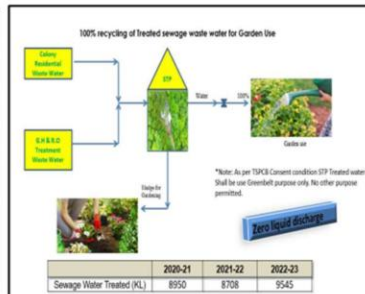 100% recycling of Treated sewage waste water for Garden Use
Colony
Residential
Waste Water
STP
Water
100%
Garden use
Treatment
Waste Water
*Note: As per TSPCB Consent condition STP Treated water
Shall be use Greenbelt purpose only. No other purpose
permitted.
for
Gardening
Zero liquid discharge
2020-21 2021-22 2022-23
Sewage Water Treated (KL) 8950 8708 9545